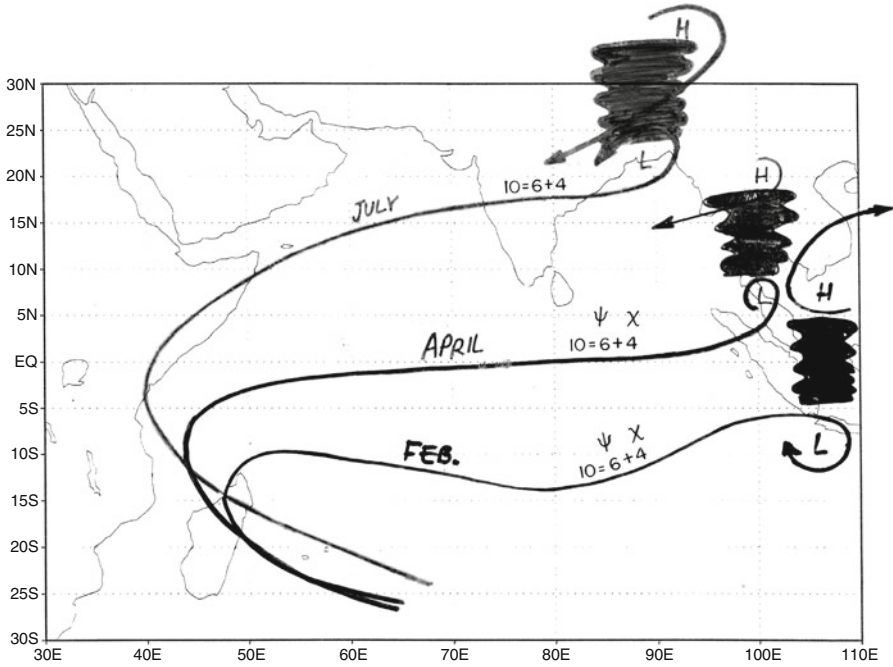 H
30N
25N
L
20N
10=6+4
H
JULY
15N
10N
L
H
5N
ψ χ
APRIL
10=6+4
EQ
5S
ψ χ
FEB.
L
10S
10=6+4
15S
20S
25S
30S
30E 40E 50E 60E 70E 80E 90E 100E 110E